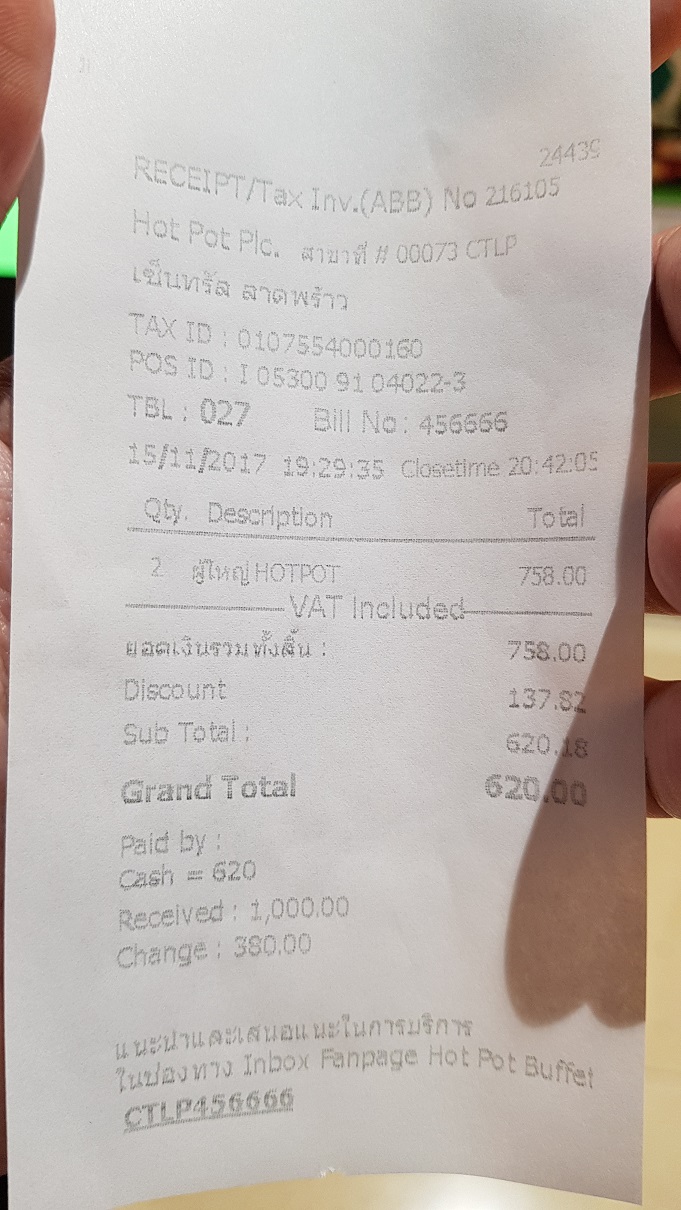 24439
RECEIPT/Tax Inv.(ABB) No 216105
Hot Pot Plc. สาขาที่ # 00073 CTLP
เซ็นทรัล ลาดพร้าว
TAX ID : 0107554000160
POS ID : I 05300 91 04022-3
TBL : 027 Bill No: 456666
15/11/2017 19:29:35 Closetime 20:42:05
Qty. Description Total
2 ผู้ใหญ่ HOTPOT 758.00
VAT Included
ยอดเงินรวมทั้งสิ้น : 758.00
Discount 137.82
Sub Total : 620.18
Grand Total 620.00
Paid by :
Cash = 620
Received : 1,000.00
Change : 380.00
แนะนำและเสนอแนะในการบริการ
ในช่องทาง Inbox Fanpage Hot Pot Buffet
CTLP456666